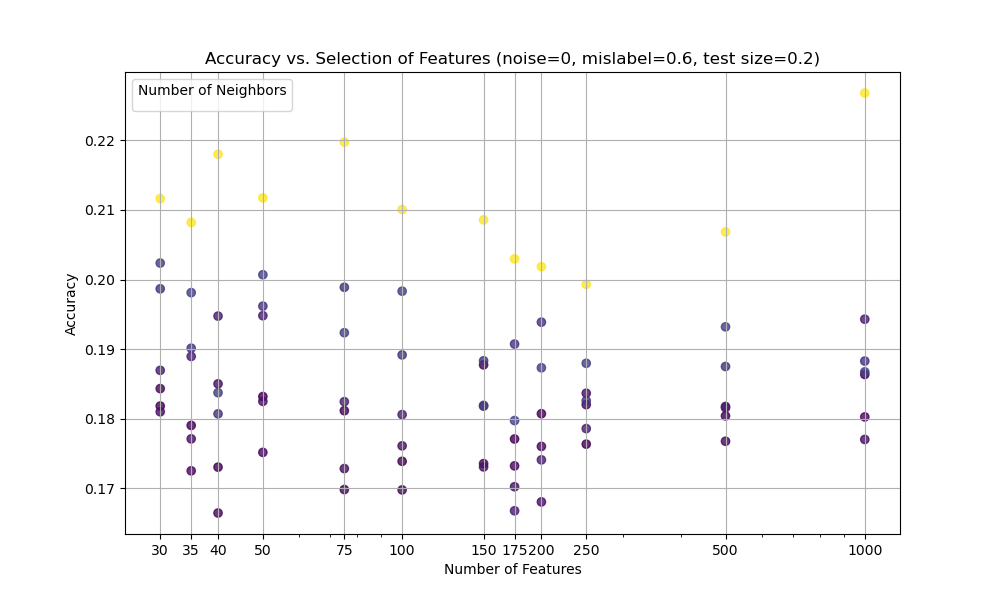 Accuracy vs. Selection of Features (noise=0, mislabel=0.6, test size=0.2)
Number of Neighbors
0.22
0.21
0.20
0.19
0.18
0.17
Accuracy
30 35 40 50 75 100 150 175 200 250 500 1000
Number of Features